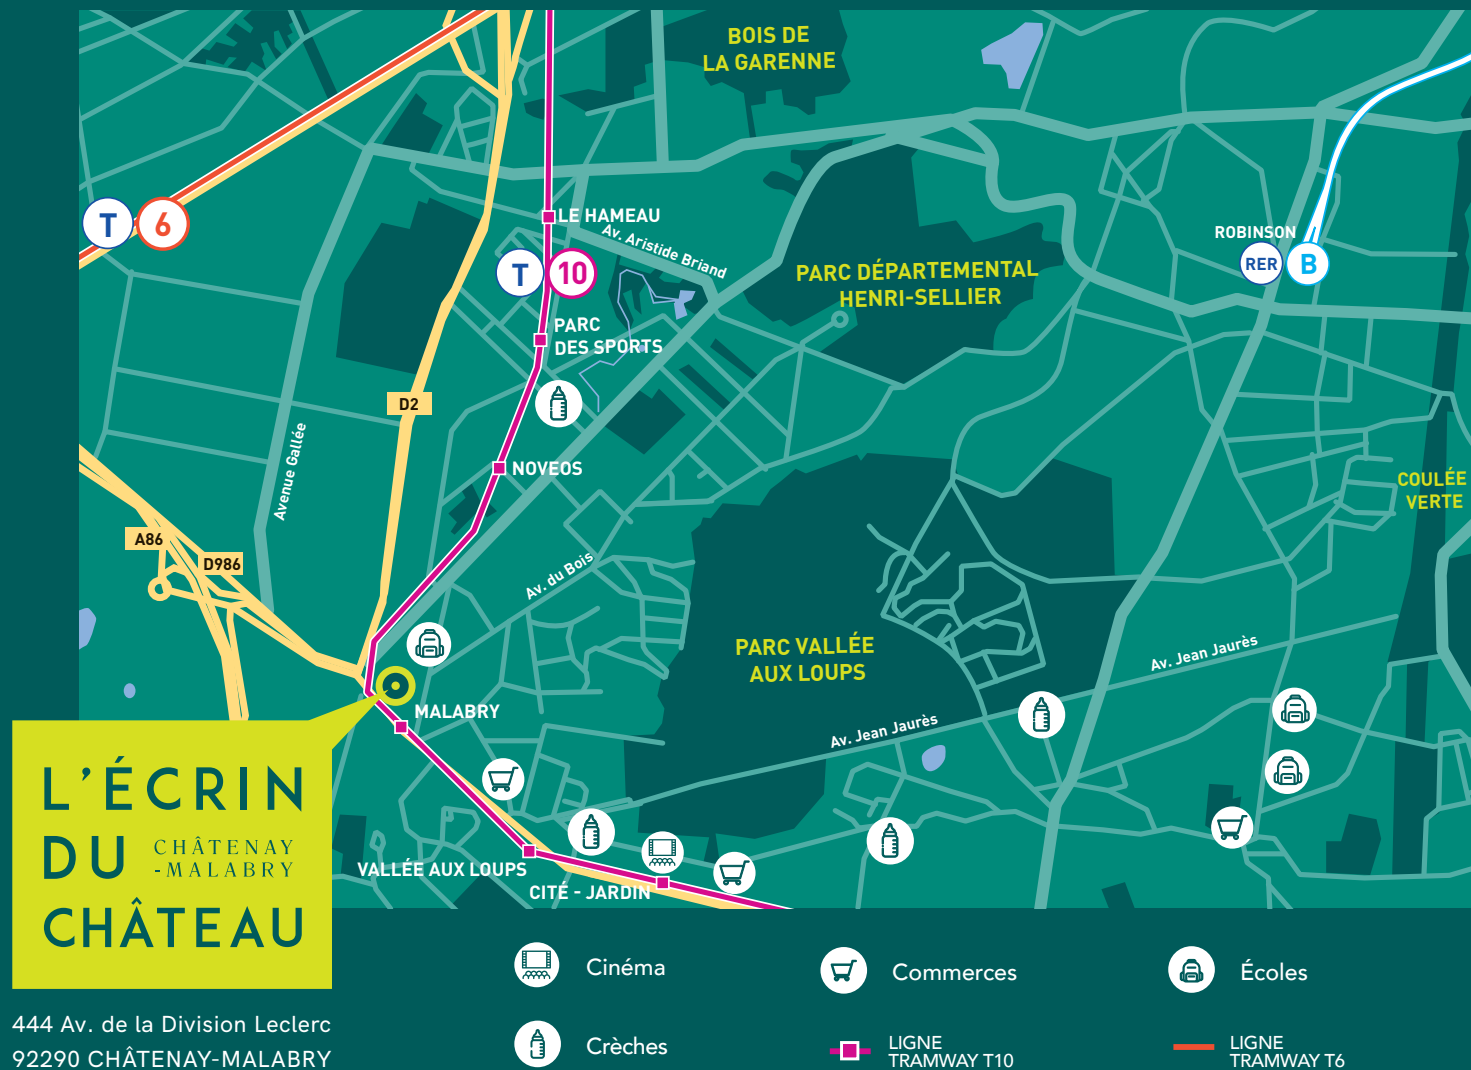 BOIS DE
LA GARENNE
T 6
LE HAMEAU
Av. Aristide Briand
T 10
ROBINSON
RER B
PARC DÉPARTEMENTAL
HENRI-SELLIER
PARC
DES SPORTS
D2
Avenue Gallée
NOVEOS
COULÉE
VERTE
A86
D986
Av. du Bois
PARC VALLÉE
AUX LOUPS
Av. Jean Jaurès
Av. Jean Jaurès
MALABRY
VALLÉE AUX LOUPS
CITÉ - JARDIN
L'ÉCRIN
DU CHÂTENAY
-MALABRY
CHÂTEAU
444 Av. de la Division Leclerc
92290 CHÂTENAY-MALABRY
Cinéma
Commerces
Écoles
Crèches
LIGNE
TRAMWAY T10
LIGNE
TRAMWAY T6